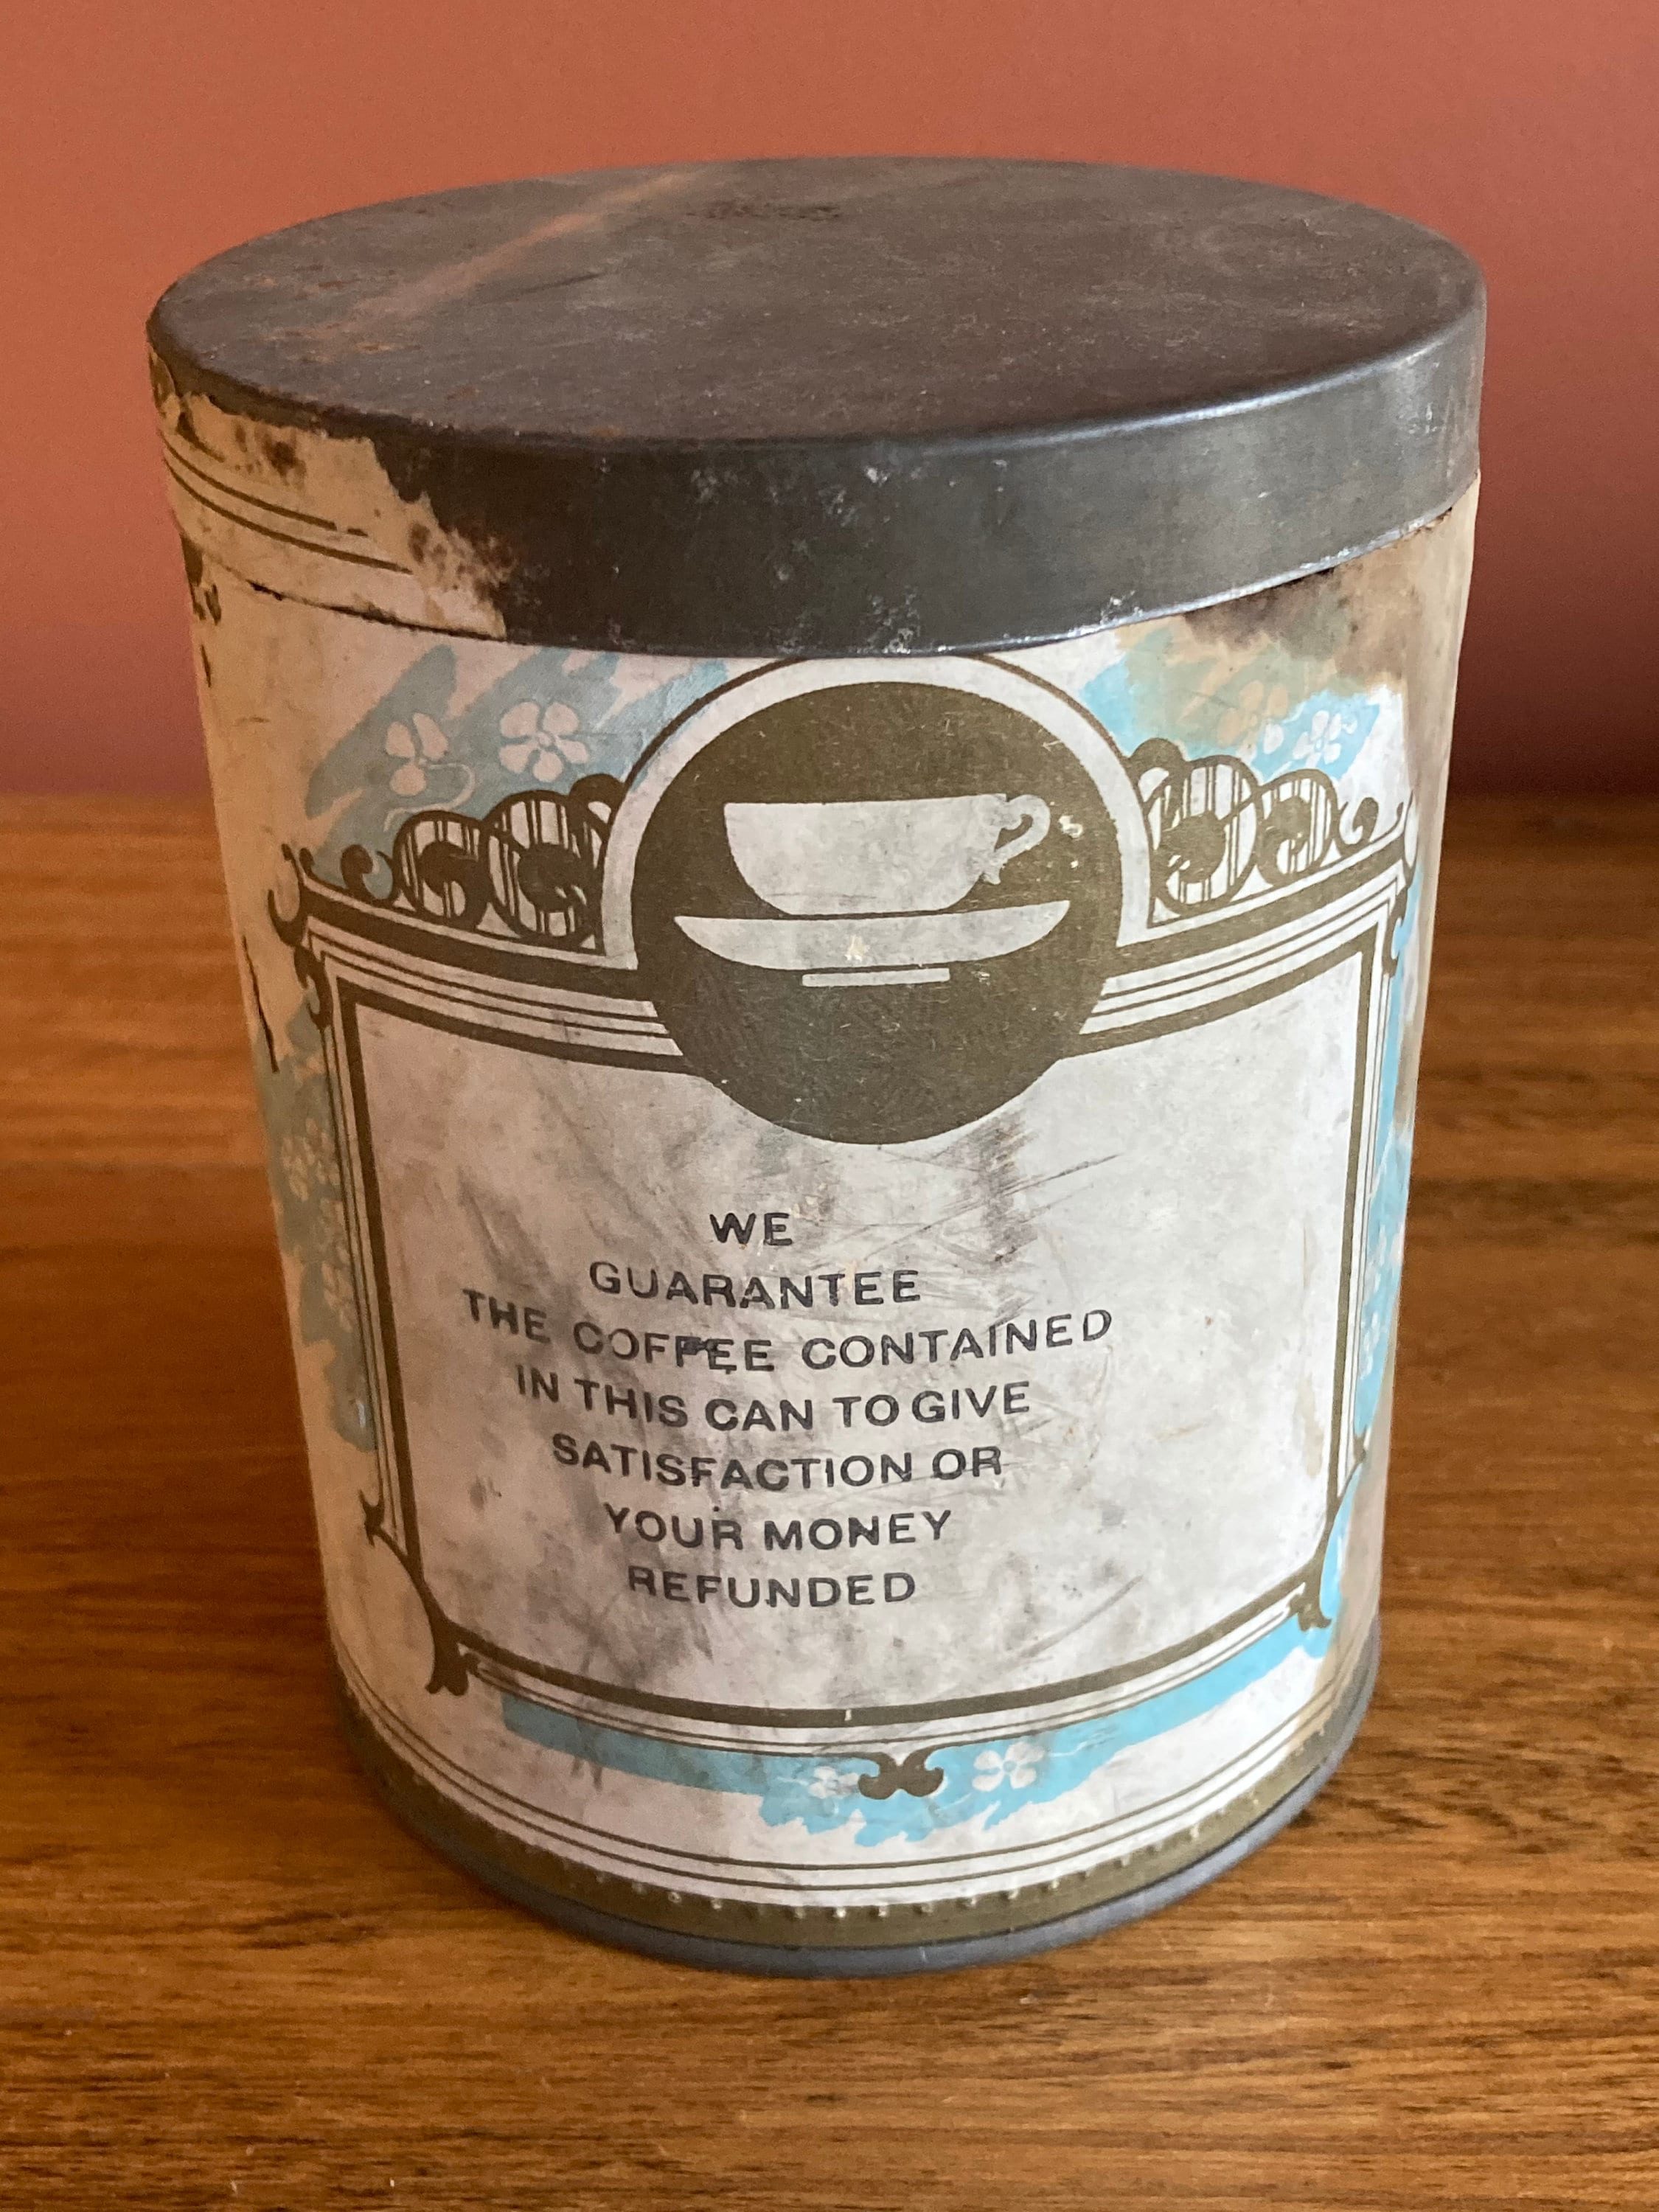 WE
GUARANTEE
THE COFFEE CONTAINED
IN THIS CAN TO GIVE
SATISFACTION OR
YOUR MONEY
REFUNDED